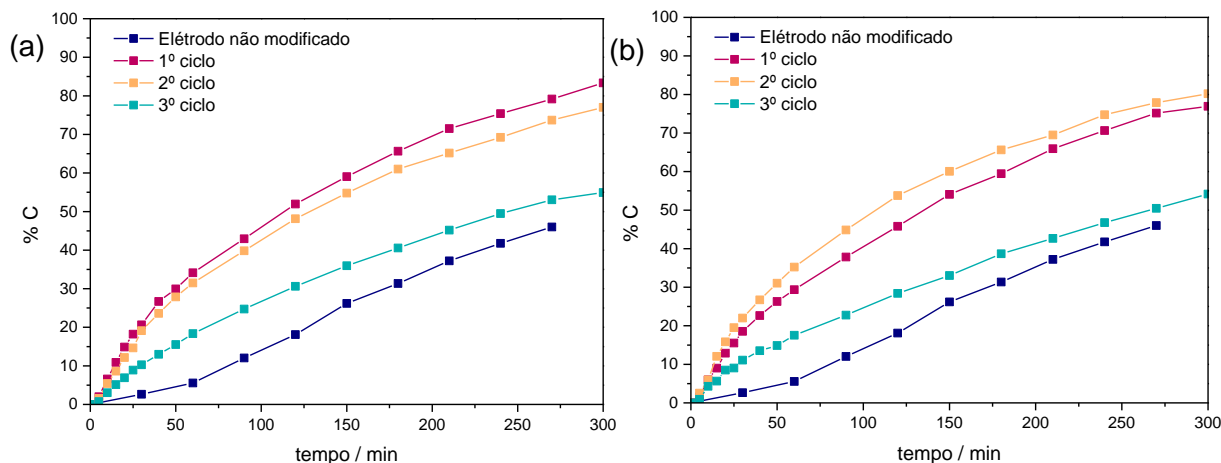 (a)
100
90
80
70
60
50
40
30
20
10
0
% C
0 50 100 150 200 250 300
tempo / min
Elétrodo não modificado
1º ciclo
2º ciclo
3º ciclo
(b)
100
90
80
70
60
50
40
30
20
10
0
% C
0 50 100 150 200 250 300
tempo / min
Elétrodo não modificado
1º ciclo
2º ciclo
3º ciclo